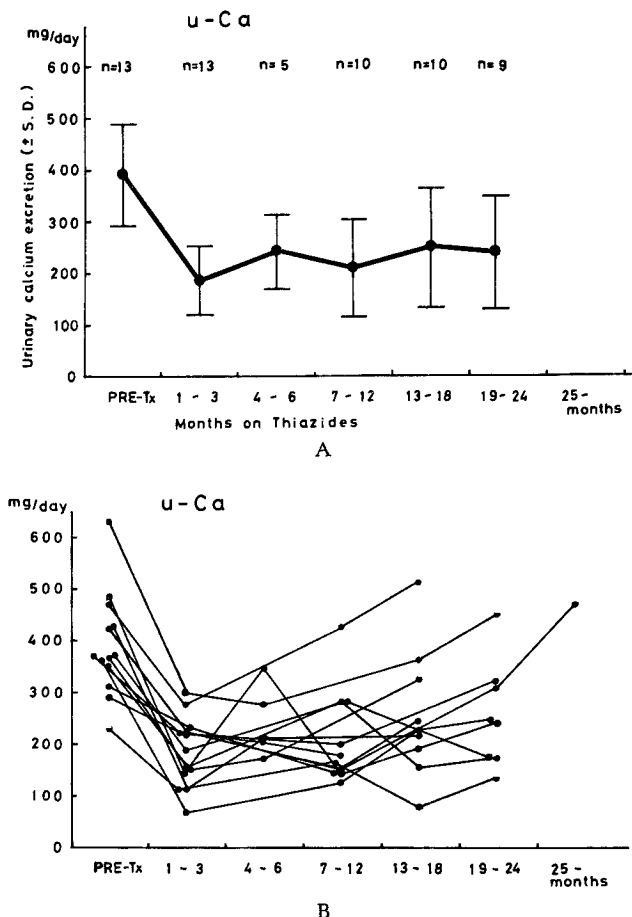 u-Ca
mg/day
600 n=13 n=13 n=5 n=10 n=10 n=9
500
400
300
200
100
0
Urinary calcium excretion (± S.D.)
PRE-Tx 1 - 3 4 - 6 7 - 12 13 - 18 19 - 24 25-
Months on Thiazides months
A
mg/day u-Ca
600
500
400
300
200
100
0
PRE-Tx 1 - 3 4 - 6 7 - 12 13 - 18 19 - 24 25-
months
B